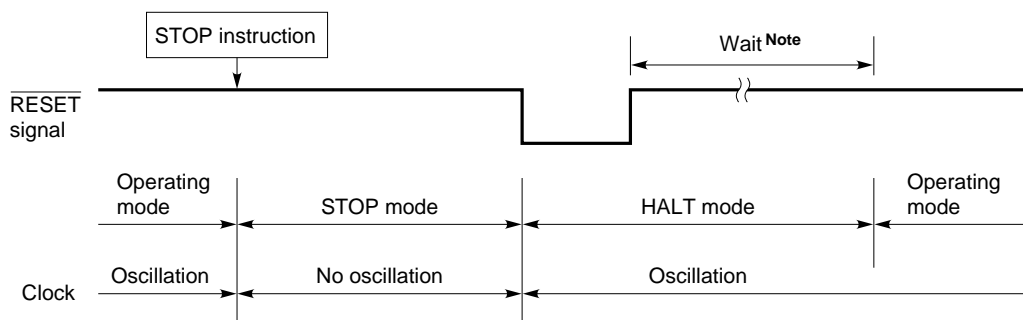 STOP instruction
Wait Note
RESET
signal
Operating
mode
STOP mode
HALT mode
Operating
mode
Clock
Oscillation
No oscillation
Oscillation